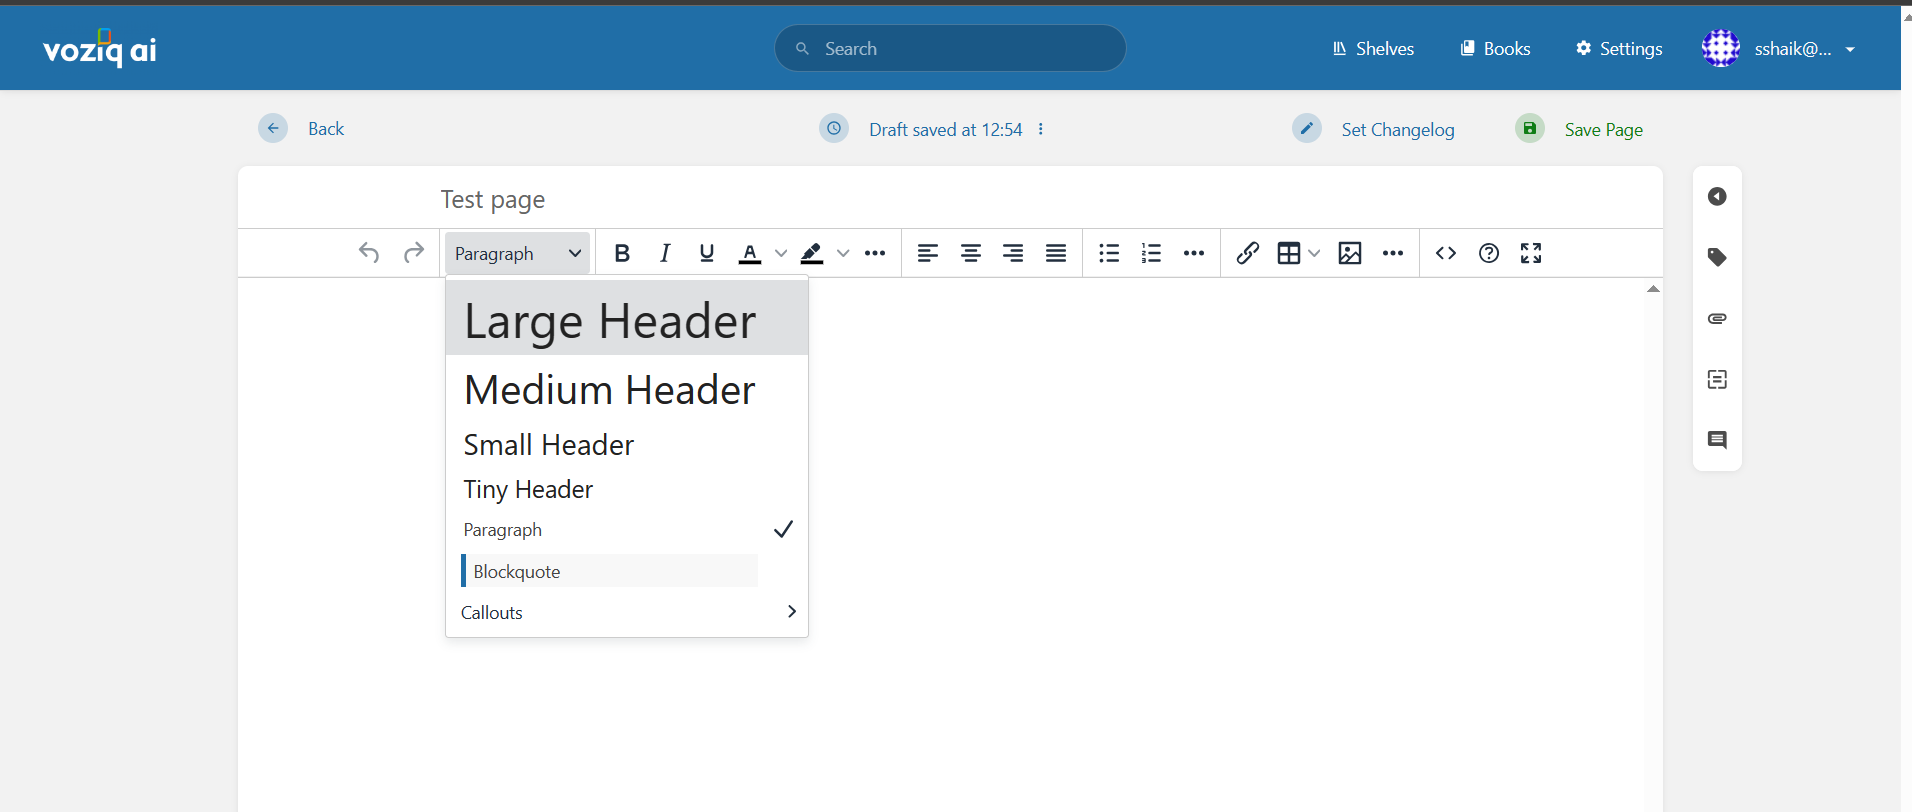 voziq ai
Search
Shelves
Books
Settings
sshaik@...
Back
Draft saved at 12:54
Set Changelog
Save Page
Test page
Paragraph
B I U A
Large Header
Medium Header
Small Header
Tiny Header
Paragraph
Blockquote
Callouts